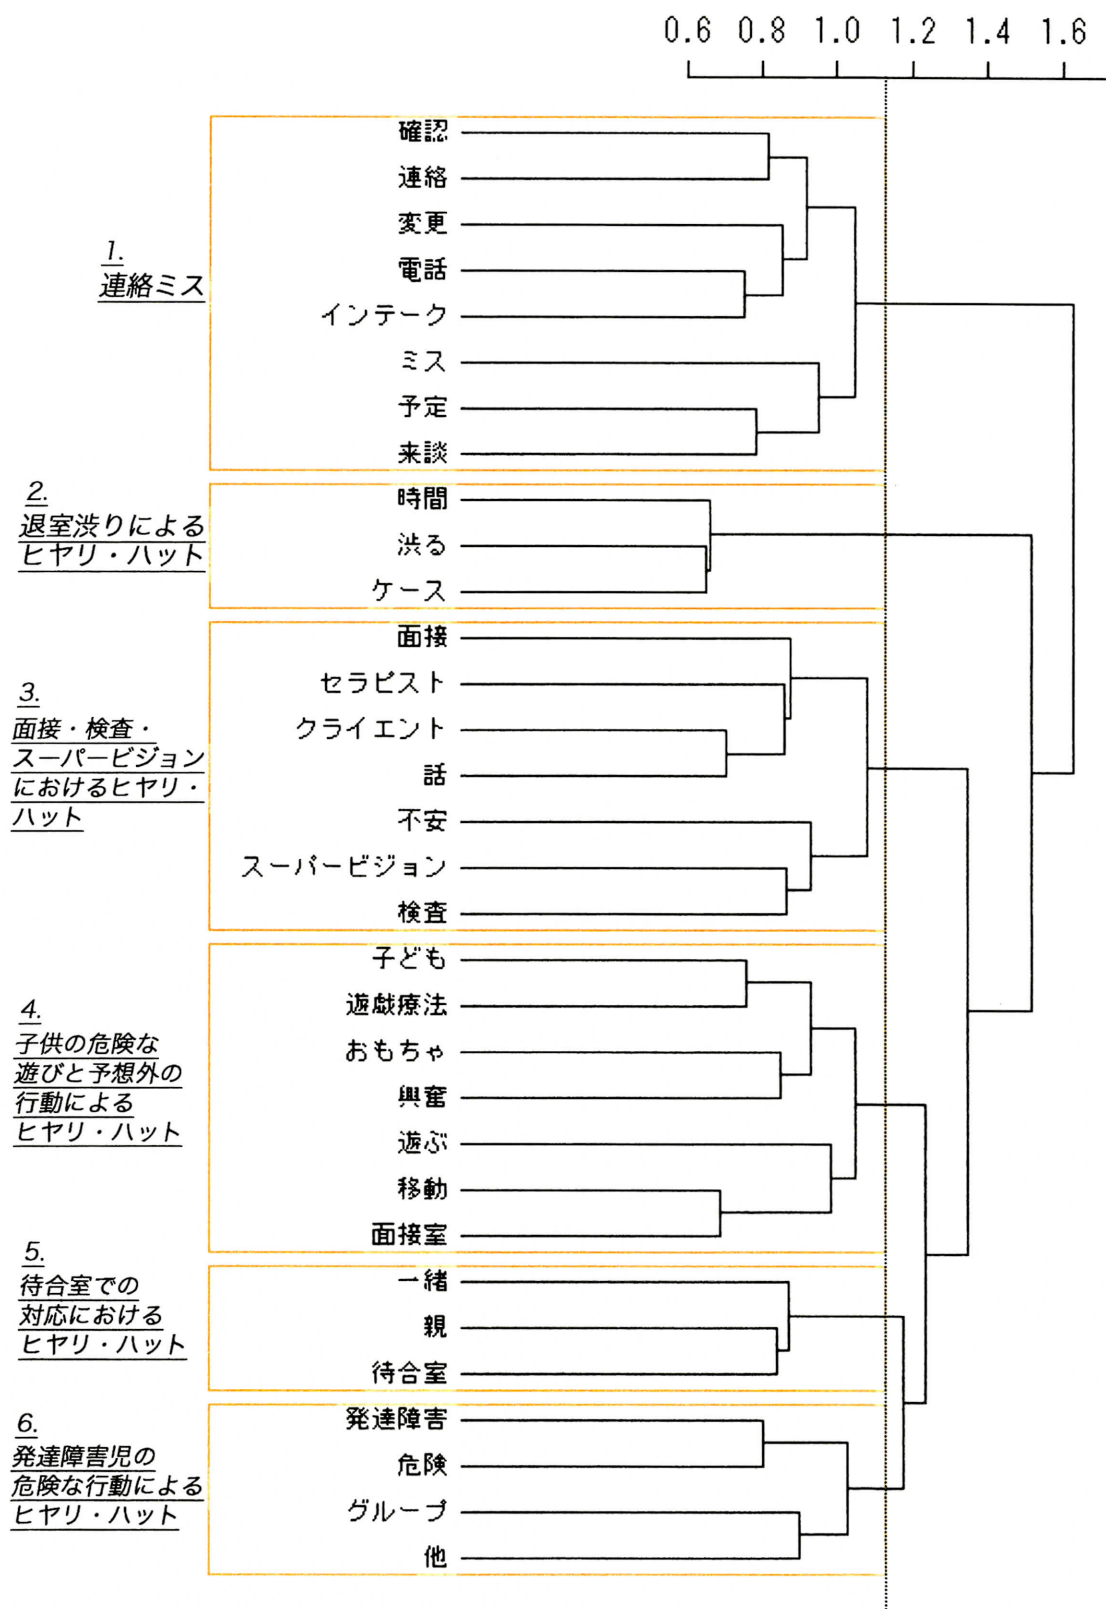 0.6 0.8 1.0 1.2 1.4 1.6
1.
連絡ミス
確認
連絡
変更
電話
インテーク
ミス
予定
来談
2.
退室渋りによる
ヒヤリ・ハット
時間
渋る
ケース
3.
面接・検査・
スーパービジョン
におけるヒヤリ・
ハット
面接
セラピスト
クライエント
話
不安
スーパービジョン
検査
4.
子供の危険な
遊びと予想外の
行動による
ヒヤリ・ハット
子ども
遊戯療法
おもちゃ
興奮
遊ぶ
移動
面接室
5.
待合室での
対応における
ヒヤリ・ハット
一緒
親
待合室
6.
発達障害児の
危険な行動による
ヒヤリ・ハット
発達障害
危険
グループ
他